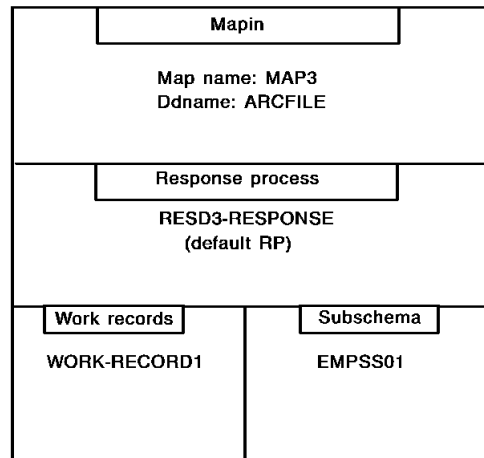 Mapin
Map name: MAP3
Ddname: ARCFILE
Response process
RESD3-RESPONSE
(default RP)
Work records
WORK-RECORD1
Subschema
EMPSS01